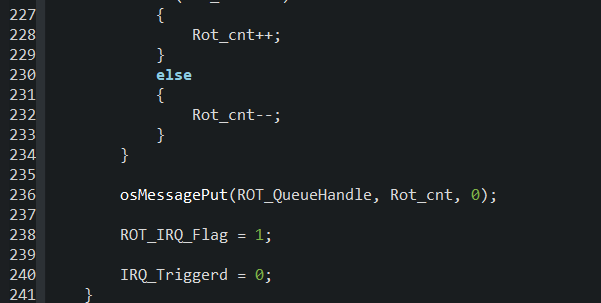 227 {
228 Rot_cnt++;
229 }
230 else
231 {
232 Rot_cnt--;
233 }
234 }
235
236 osMessagePut(ROT_QueueHandle, Rot_cnt, 0);
237
238 ROT_IRQ_Flag = 1;
239
240 IRQ_Triggerd = 0;
241 }